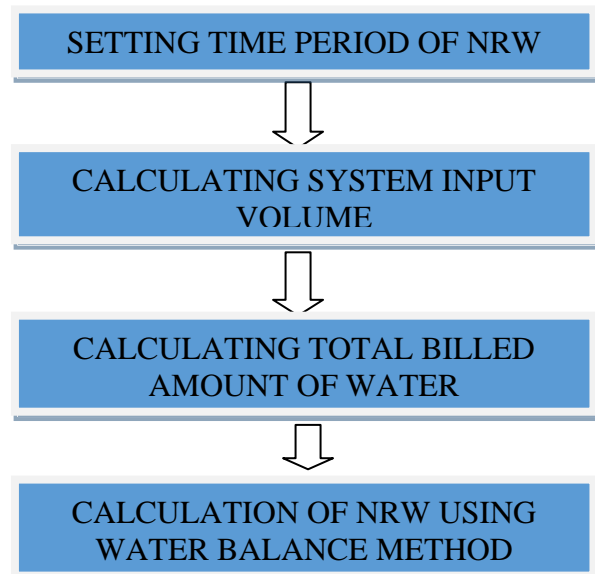 SETTING TIME PERIOD OF NRW
CALCULATING SYSTEM INPUT
VOLUME
CALCULATING TOTAL BILLED
AMOUNT OF WATER
CALCULATION OF NRW USING
WATER BALANCE METHOD